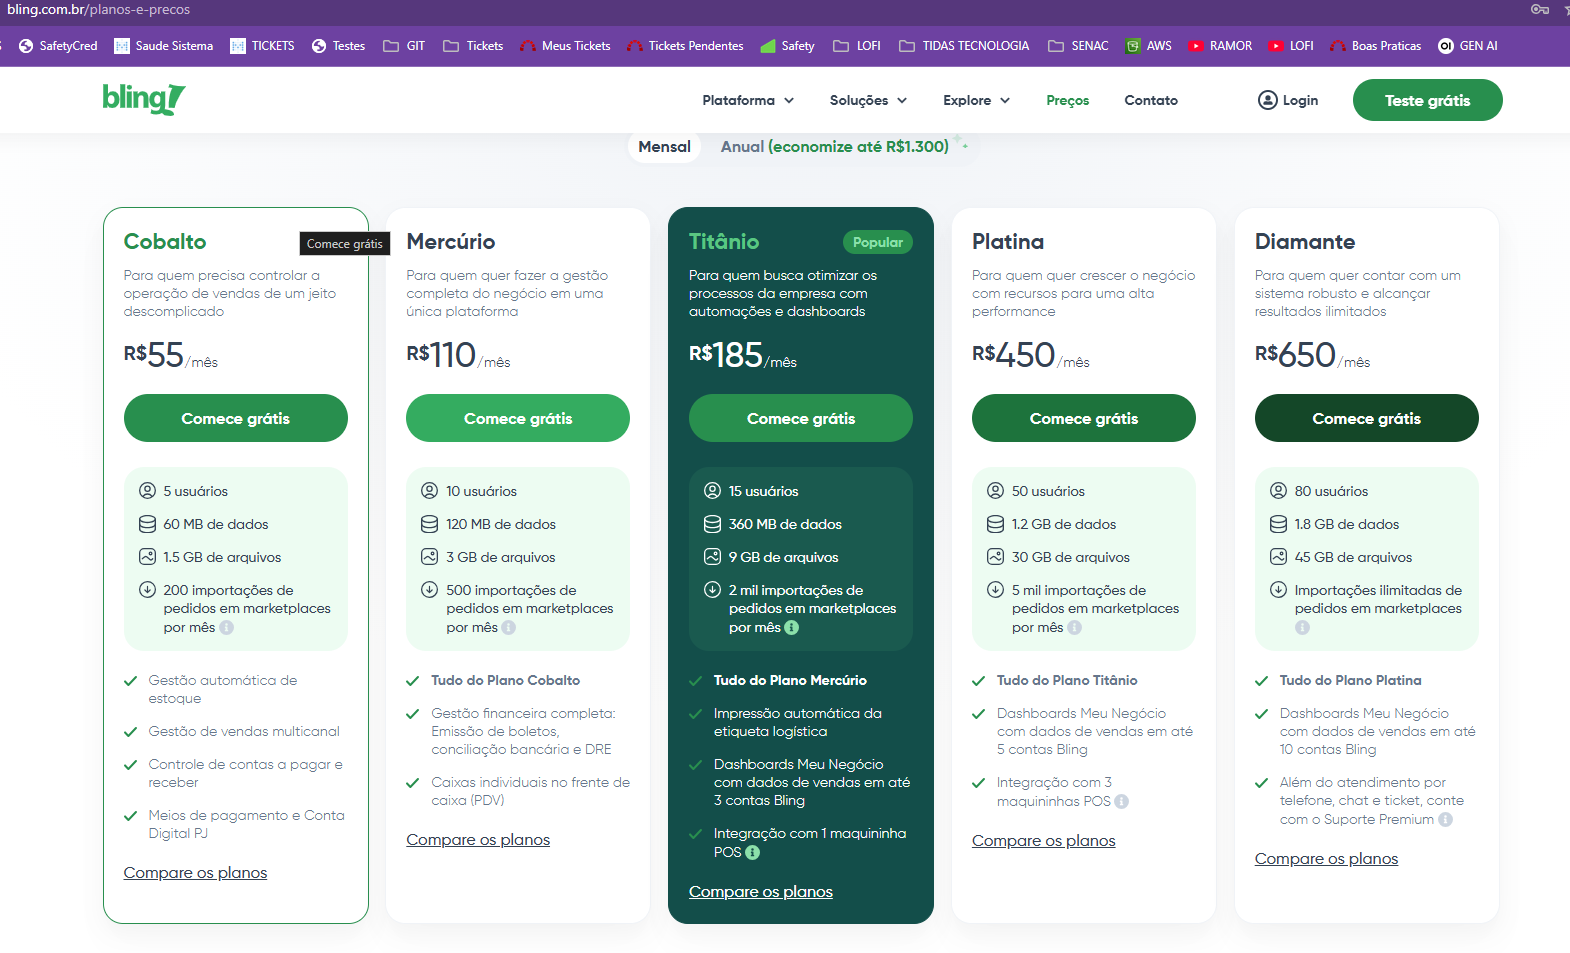 bling.com.br/planos-e-precos
SafetyCred Saude Sistema TICKETS Testes GIT Tickets Meus Tickets Tickets Pendentes Safety LOFI TIDAS TECNOLOGIA SENAC AWS RAMOR LOFI Boas Praticas GEN AI
bling!
Plataforma Soluções Explore Preços Contato Login Teste grátis
Mensal Anual (economize até R$1.300)
Cobalto
Comece grátis
Para quem precisa controlar a
operação de vendas de um jeito
descomplicado
R$55/mês
Comece grátis
5 usuários
60 MB de dados
1.5 GB de arquivos
200 importações de
pedidos em marketplaces
por mês
Gestão automática de
estoque
Gestão de vendas multicanal
Controle de contas a pagar e
receber
Meios de pagamento e Conta
Digital PJ
Compare os planos
Mercúrio
Para quem quer fazer a gestão
completa do negócio em uma
única plataforma
R$110/mês
Comece grátis
10 usuários
120 MB de dados
3 GB de arquivos
500 importações de
pedidos em marketplaces
por mês
Tudo do Plano Cobalto
Gestão financeira completa:
Emissão de boletos,
conciliação bancária e DRE
Caixas individuais no frente de
caixa (PDV)
Compare os planos
Titânio
Popular
Para quem busca otimizar os
processos da empresa com
automações e dashboards
R$185/mês
Comece grátis
15 usuários
360 MB de dados
9 GB de arquivos
2 mil importações de
pedidos em marketplaces
por mês
Tudo do Plano Mercúrio
Impressão automática da
etiqueta logística
Dashboards Meu Negócio
com dados de vendas em até
3 contas Bling
Integração com 1 maquininha
POS
Compare os planos
Platina
Para quem quer crescer o negócio
com recursos para uma alta
performance
R$450/mês
Comece grátis
50 usuários
1.2 GB de dados
30 GB de arquivos
5 mil importações de
pedidos em marketplaces
por mês
Tudo do Plano Titânio
Dashboards Meu Negócio
com dados de vendas em até
5 contas Bling
Integração com 3
maquininhas POS
Compare os planos
Diamante
Para quem quer contar com um
sistema robusto e alcançar
resultados ilimitados
R$650/mês
Comece grátis
80 usuários
1.8 GB de dados
45 GB de arquivos
Importações ilimitadas de
pedidos em marketplaces
Tudo do Plano Platina
Dashboards Meu Negócio
com dados de vendas em até
10 contas Bling
Além do atendimento por
telefone, chat e ticket, conte
com o Suporte Premium
Compare os planos